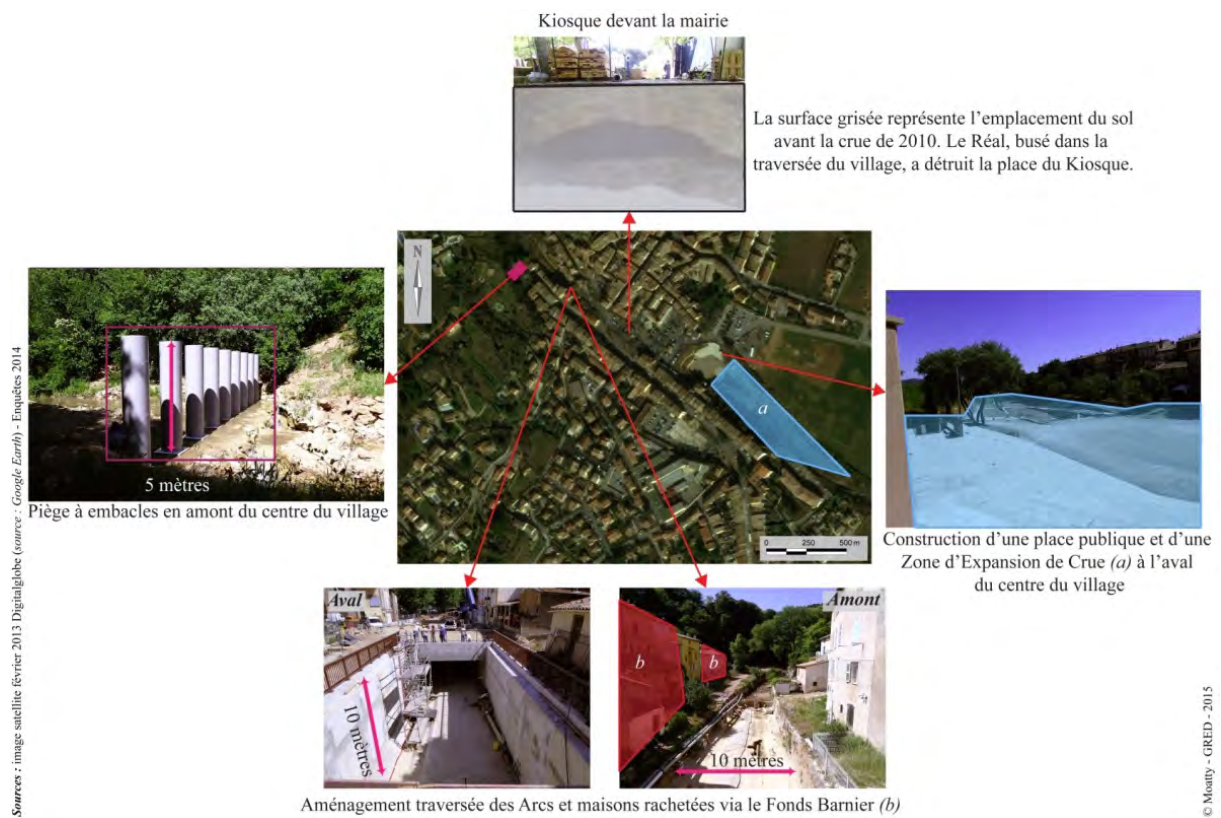 Kiosque devant la mairie
La surface grisée représente l’emplacement du sol
avant la crue de 2010. Le Réal, busé dans la
traversée du village, a détruit la place du Kiosque.
N
a
0 250 500 m
5 mètres
Piège à embacles en amont du centre du village
Construction d’une place publique et d’une
Zone d’Expansion de Crue (a) à l’aval
du centre du village
Aval
10 mètres
Amont
b
b
10 mètres
Aménagement traversée des Arcs et maisons rachetées via le Fonds Barnier (b)
Sources : image satellite février 2013 Digitalglobe (source : Google Earth) - Enquêtes 2014
© Moatty - GRED - 2015